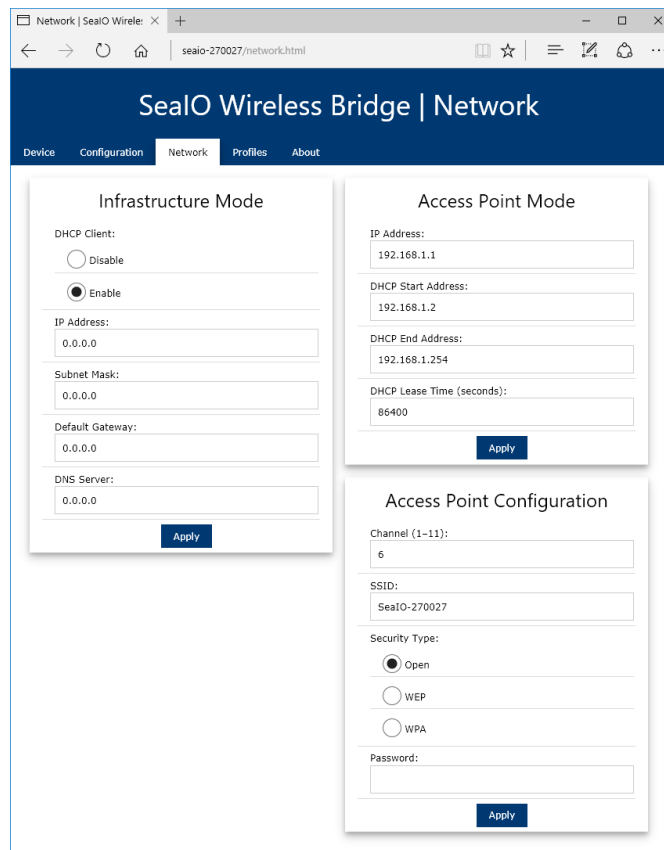 Network | SeaIO Wirele:
seaio-270027/network.html
SeaIO Wireless Bridge | Network
Device Configuration Network Profiles About
Infrastructure Mode
DHCP Client:
Disable
Enable
IP Address:
0.0.0.0
Subnet Mask:
0.0.0.0
Default Gateway:
0.0.0.0
DNS Server:
0.0.0.0
Apply
Access Point Mode
IP Address:
192.168.1.1
DHCP Start Address:
192.168.1.2
DHCP End Address:
192.168.1.254
DHCP Lease Time (seconds):
86400
Apply
Access Point Configuration
Channel (1–11):
6
SSID:
SeaIO-270027
Security Type:
Open
WEP
WPA
Password:
Apply